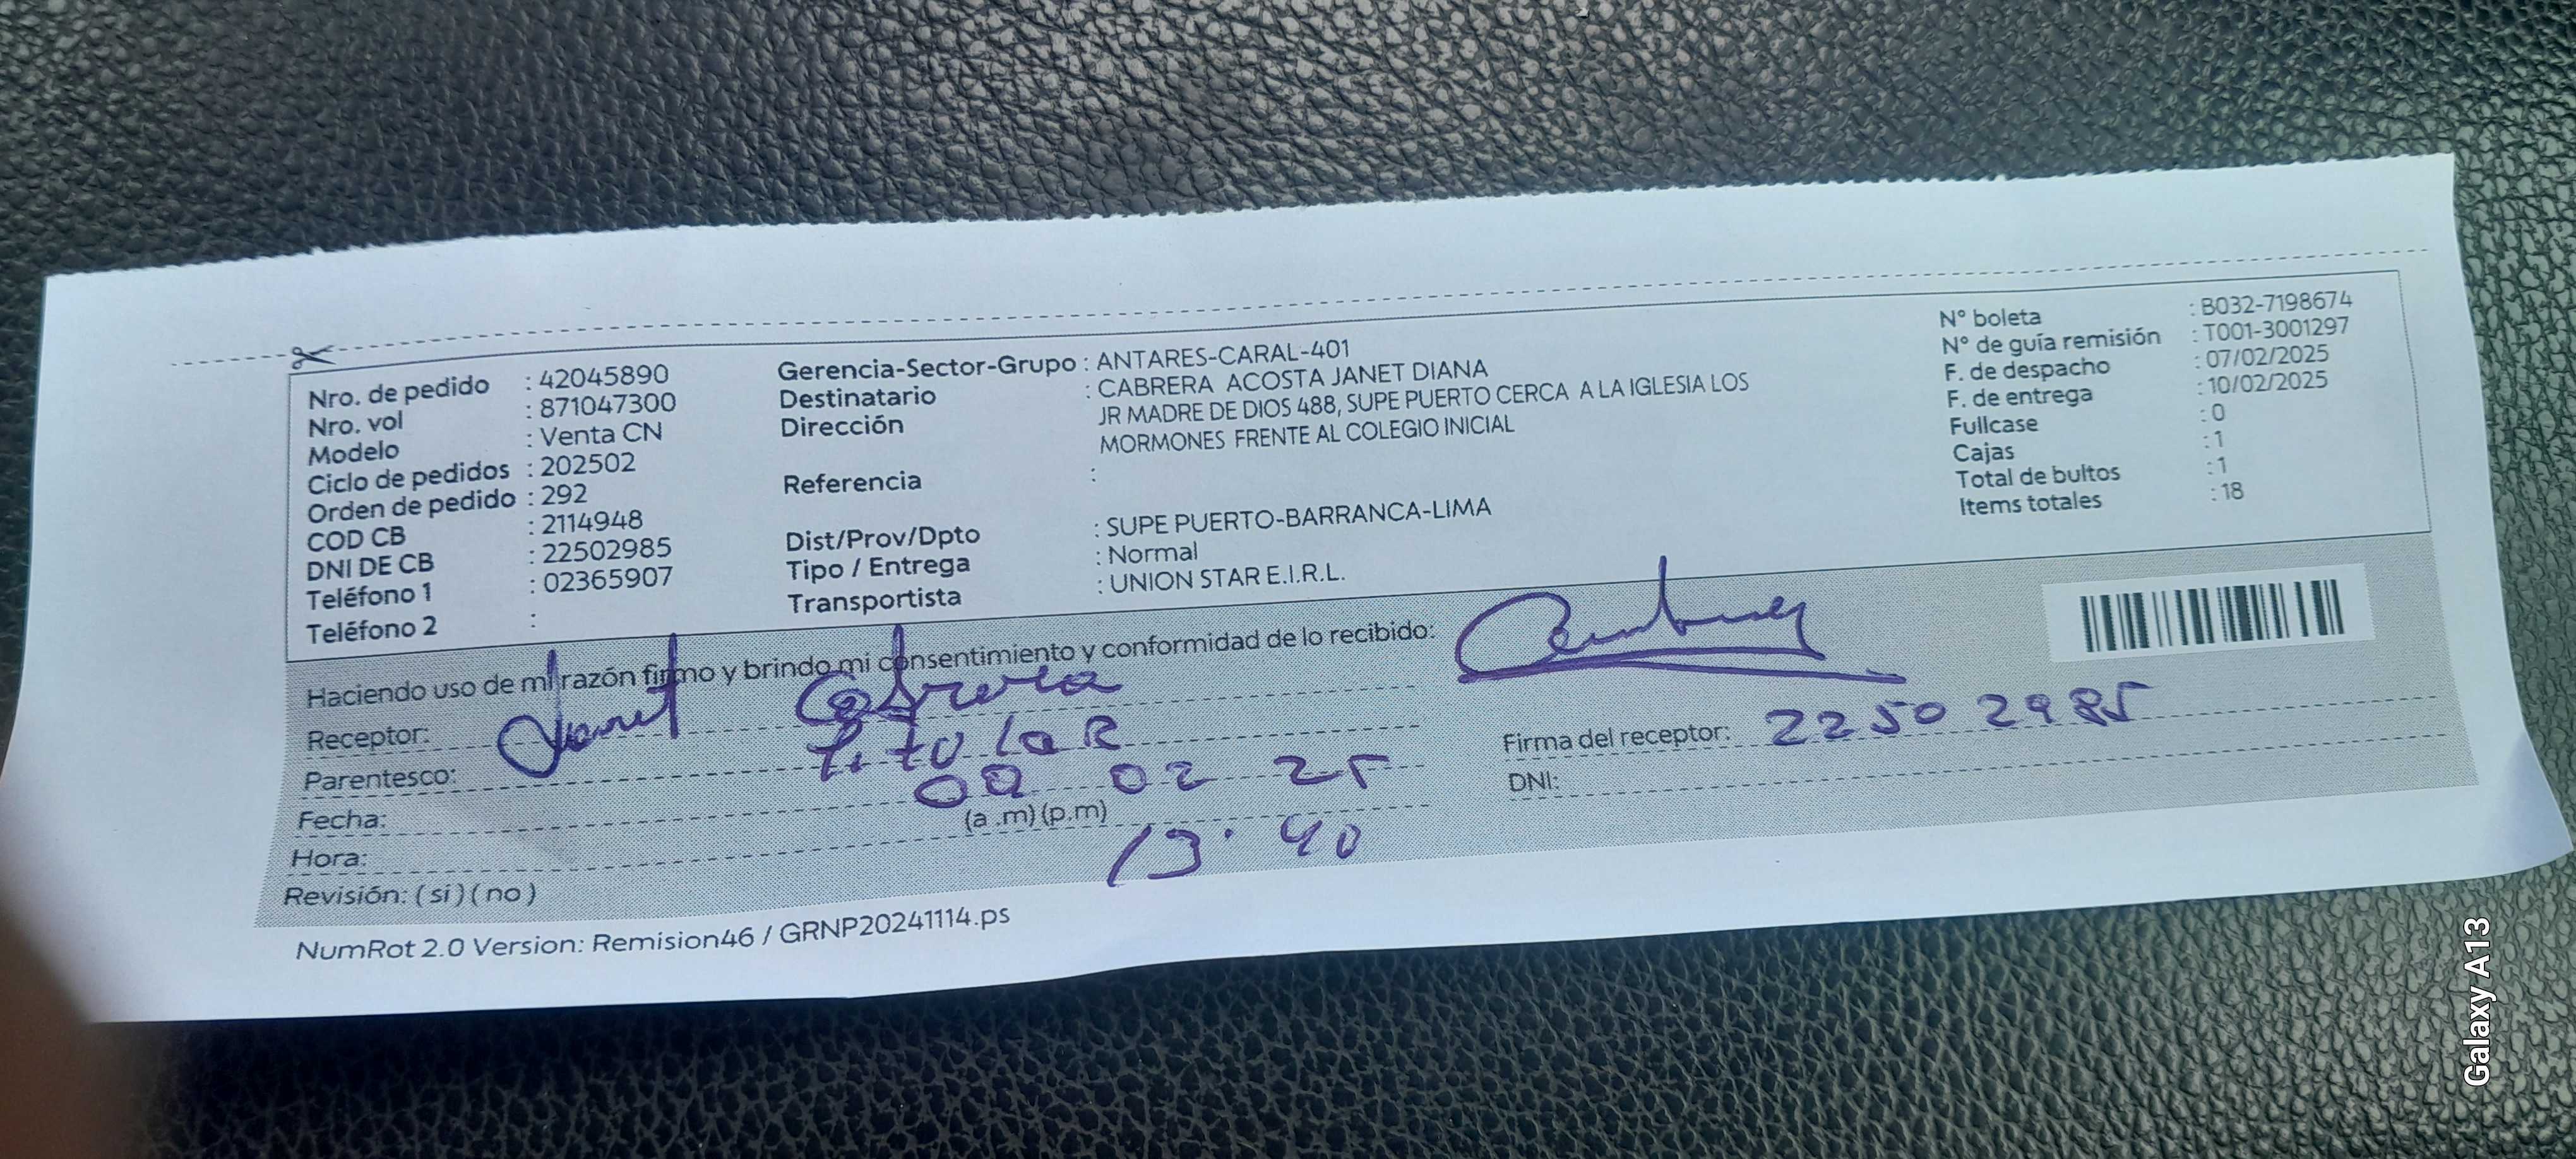 Nro. de pedido : 42045890
Nro. vol : 871047300
Modelo : Venta CN
Ciclo de pedidos : 202502
Orden de pedido : 292
COD CB : 2114948
DNI DE CB : 22502985
Teléfono 1 : 02365907
Teléfono 2 :
Gerencia-Sector-Grupo : ANTARES-CARAL-401
Destinatario : CABRERA ACOSTA JANET DIANA
Dirección : JR MADRE DE DIOS 488, SUPE PUERTO CERCA A LA IGLESIA LOS
MORMONES FRENTE AL COLEGIO INICIAL
Referencia :
Dist/Prov/Dpto : SUPE PUERTO-BARRANCA-LIMA
Tipo / Entrega : Normal
Transportista : UNION STAR E.I.R.L.
N° boleta : B032-7198674
N° de guía remisión : T001-3001297
F. de despacho : 07/02/2025
F. de entrega : 10/02/2025
Fullcase : 0
Cajas : 1
Total de bultos : 1
Items totales : 18
Haciendo uso de mi razón firmo y brindo mi consentimiento y conformidad de lo recibido:
Receptor: Janet Cabrera
Parentesco: Titular
Fecha: 09 02 25
Hora: (a .m) (p.m) 13:40
Revisión: ( si ) ( no )
Firma del receptor: 22502985
DNI:
NumRot 2.0 Version: Remision46 / GRNP20241114.ps
Galaxy A13